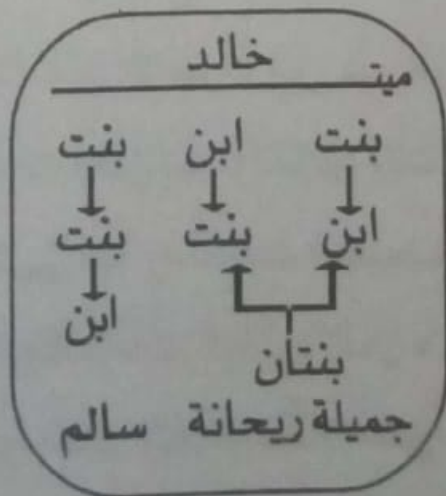 ميت خالد
بنت ابن بنت
ابن بنت بنت
ابن
بنتان
جميلة ريحانة سالم